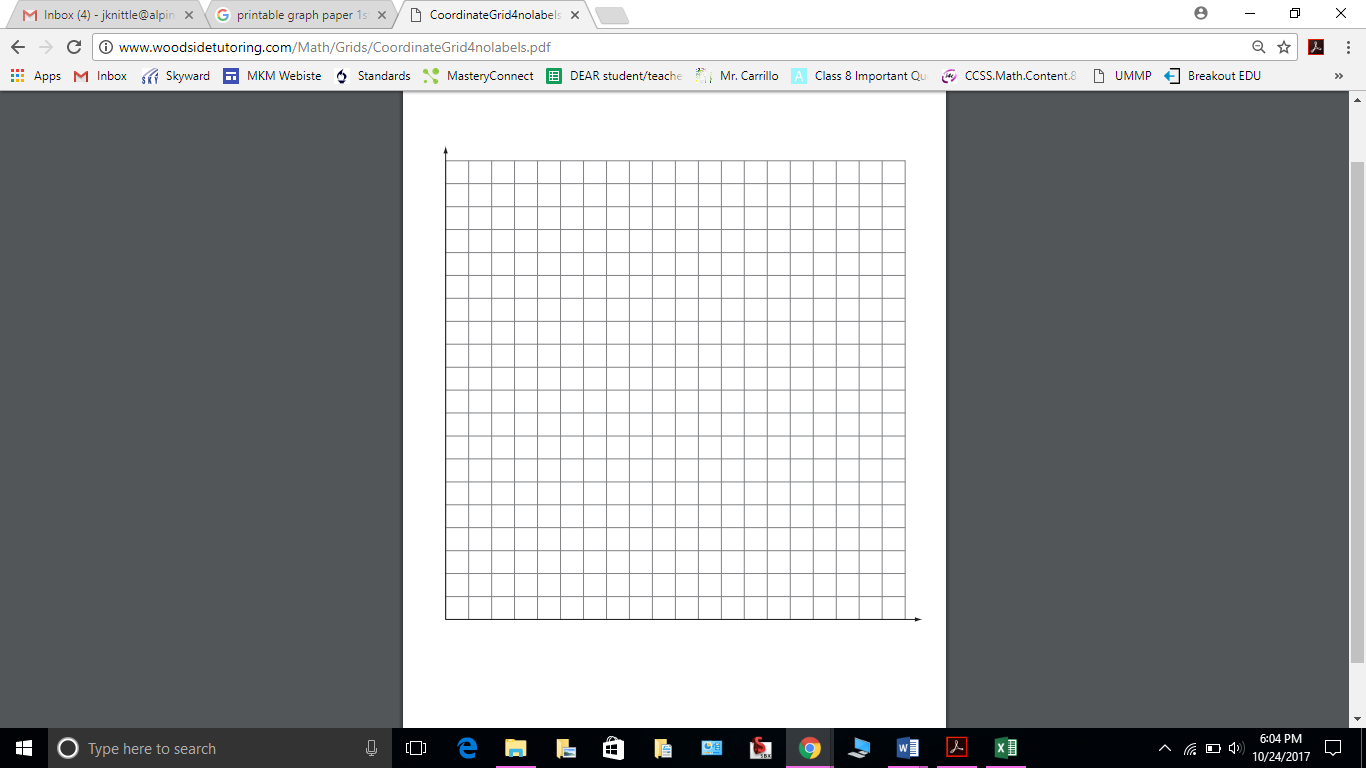 Inbox (4) - jknittle@alpin
printable graph paper 1s
CoordinateGrid4nolabels
www.woodsidetutoring.com/Math/Grids/CoordinateGrid4nolabels.pdf
Apps Inbox Skyward MKM Webiste Standards MasteryConnect DEAR student/teache Mr. Carrillo Class 8 Important Qu CCSS.Math.Content.8 UMMP Breakout EDU »
Type here to search
6:04 PM
10/24/2017